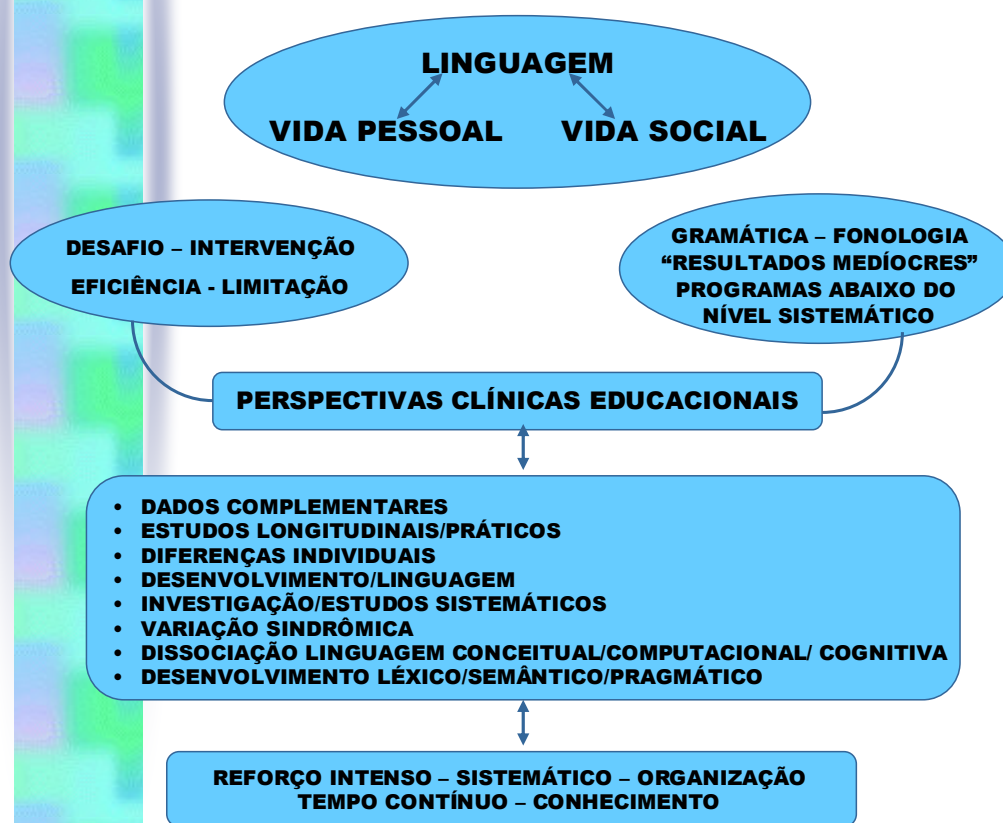 LINGUAGEM
VIDA PESSOAL VIDA SOCIAL
DESAFIO – INTERVENÇÃO
EFICIÊNCIA - LIMITAÇÃO
GRAMÁTICA – FONOLOGIA
“RESULTADOS MEDÍOCRES”
PROGRAMAS ABAIXO DO
NÍVEL SISTEMÁTICO
PERSPECTIVAS CLÍNICAS EDUCACIONAIS
• DADOS COMPLEMENTARES
• ESTUDOS LONGITUDINAIS/PRÁTICOS
• DIFERENÇAS INDIVIDUAIS
• DESENVOLVIMENTO/LINGUAGEM
• INVESTIGAÇÃO/ESTUDOS SISTEMÁTICOS
• VARIAÇÃO SINDRÔMICA
• DISSOCIAÇÃO LINGUAGEM CONCEITUAL/COMPUTACIONAL/ COGNITIVA
• DESENVOLVIMENTO LÉXICO/SEMÂNTICO/PRAGMÁTICO
REFORÇO INTENSO – SISTEMÁTICO – ORGANIZAÇÃO
TEMPO CONTÍNUO – CONHECIMENTO